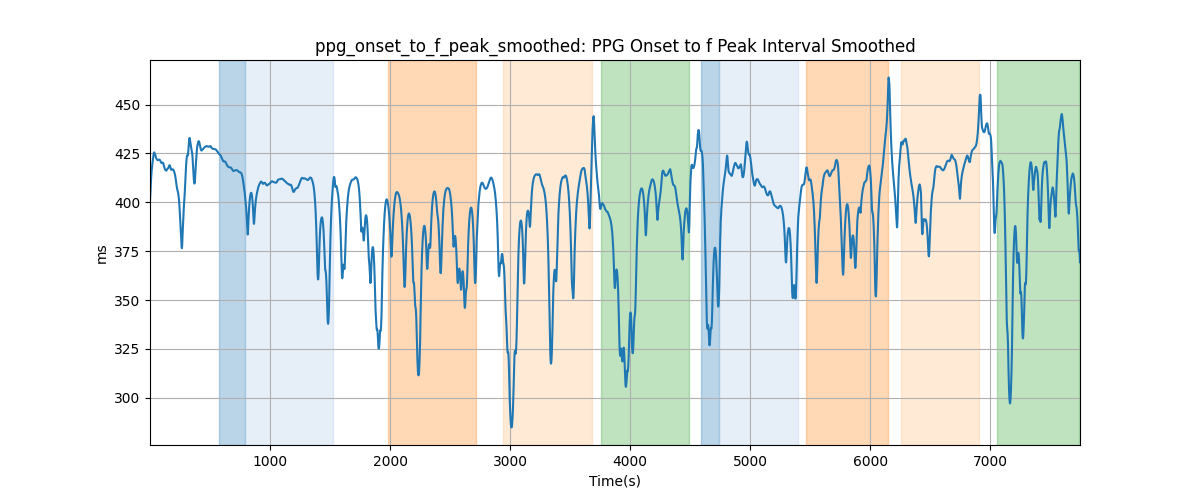 ppg_onset_to_f_peak_smoothed: PPG Onset to f Peak Interval Smoothed
450
425
400
375
350
325
300
ms
1000 2000 3000 4000 5000 6000 7000
Time(s)